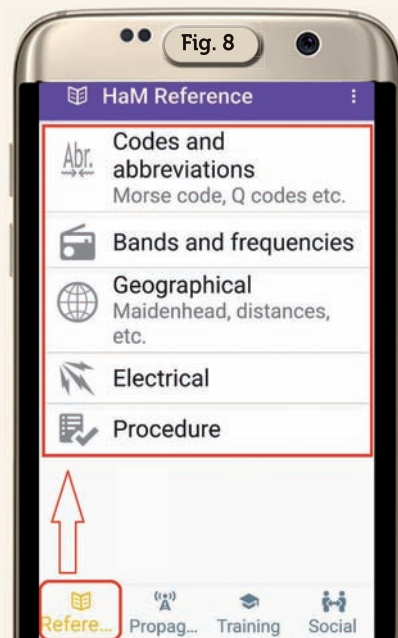 Fig. 8
HaM Reference
Abr.
Codes and
abbreviations
Morse code, Q codes etc.
Bands and frequencies
Geographical
Maidenhead, distances,
etc.
Electrical
Procedure
Refere... Propag... Training Social